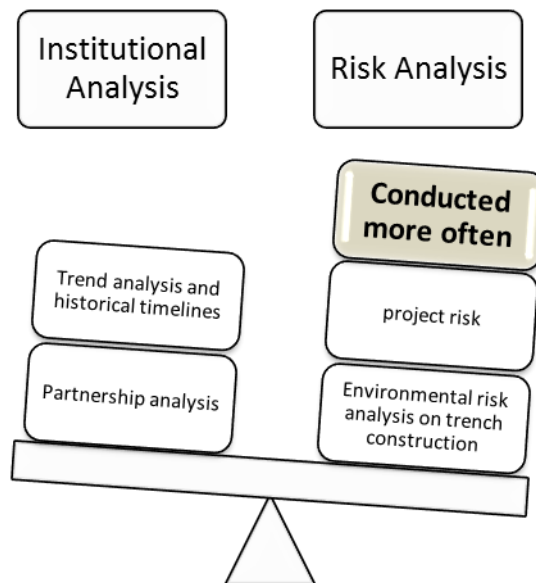 Institutional
Analysis
Risk Analysis
Conducted
more often
Trend analysis and
historical timelines
project risk
Partnership analysis
Environmental risk
analysis on trench
construction